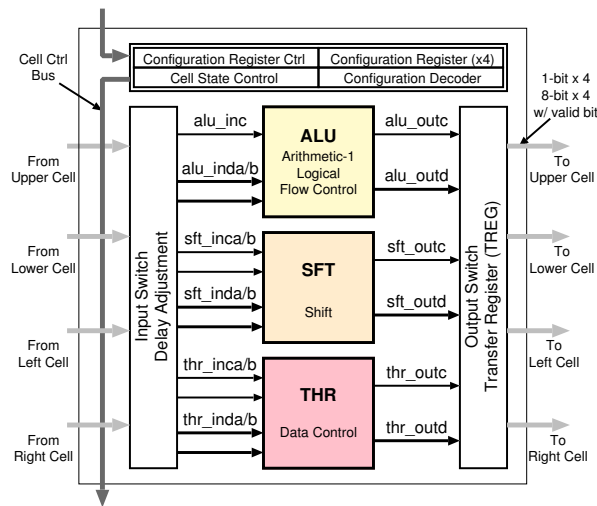 Cell Ctrl
Bus
Configuration Register Ctrl
Configuration Register (x4)
Cell State Control
Configuration Decoder
1-bit x 4
8-bit x 4
w/ valid bit
From
Upper Cell
From
Lower Cell
From
Left Cell
From
Right Cell
Input Switch
Delay Adjustment
alu_inc
alu_inda/b
sft_inca/b
sft_inda/b
thr_inca/b
thr_inda/b
ALU
Arithmetic-1
Logical
Flow Control
SFT
Shift
THR
Data Control
alu_outc
alu_outd
sft_outc
sft_outd
thr_outc
thr_outd
Output Switch
Transfer Register (TREG)
To
Upper Cell
To
Lower Cell
To
Left Cell
To
Right Cell